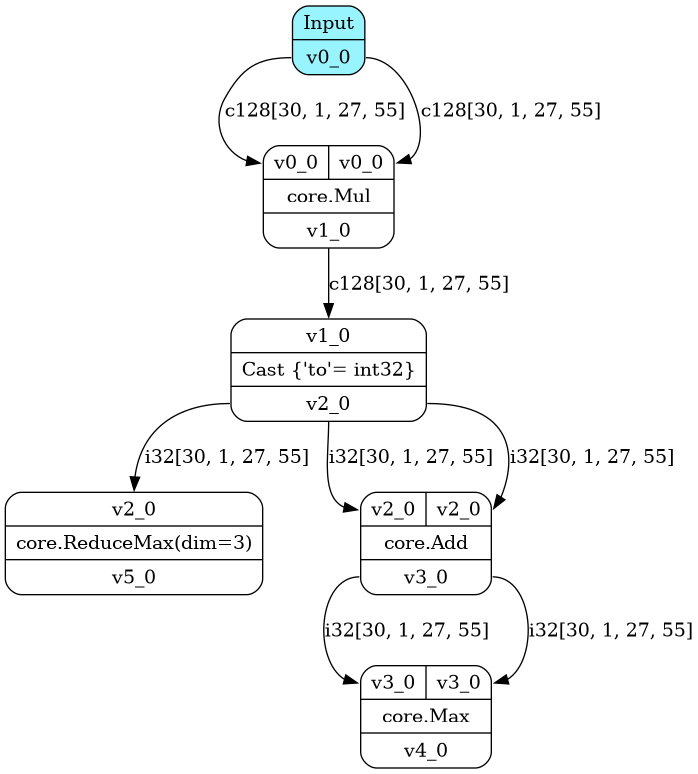 Input
v0_0
c128[30, 1, 27, 55] c128[30, 1, 27, 55]
v0_0 v0_0
core.Mul
v1_0
c128[30, 1, 27, 55]
v1_0
Cast {'to'= int32}
v2_0
i32[30, 1, 27, 55] i32[30, 1, 27, 55] i32[30, 1, 27, 55]
v2_0 v2_0 v2_0
core.ReduceMax(dim=3) core.Add
v5_0 v3_0
i32[30, 1, 27, 55] i32[30, 1, 27, 55]
v3_0 v3_0
core.Max
v4_0